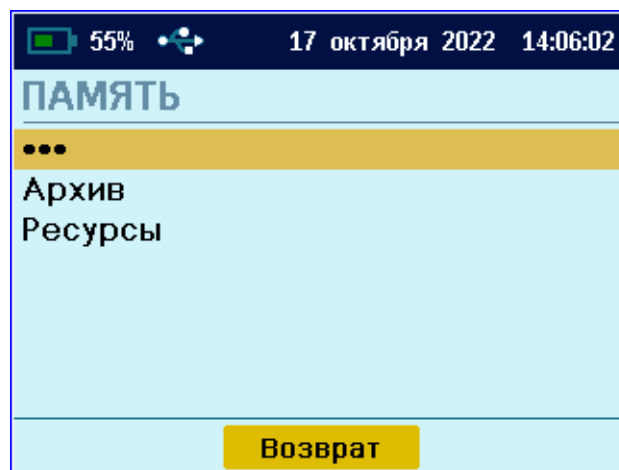 55% 17 октября 2022 14:06:02
ПАМЯТЬ
•••
Архив
Ресурсы
Возврат